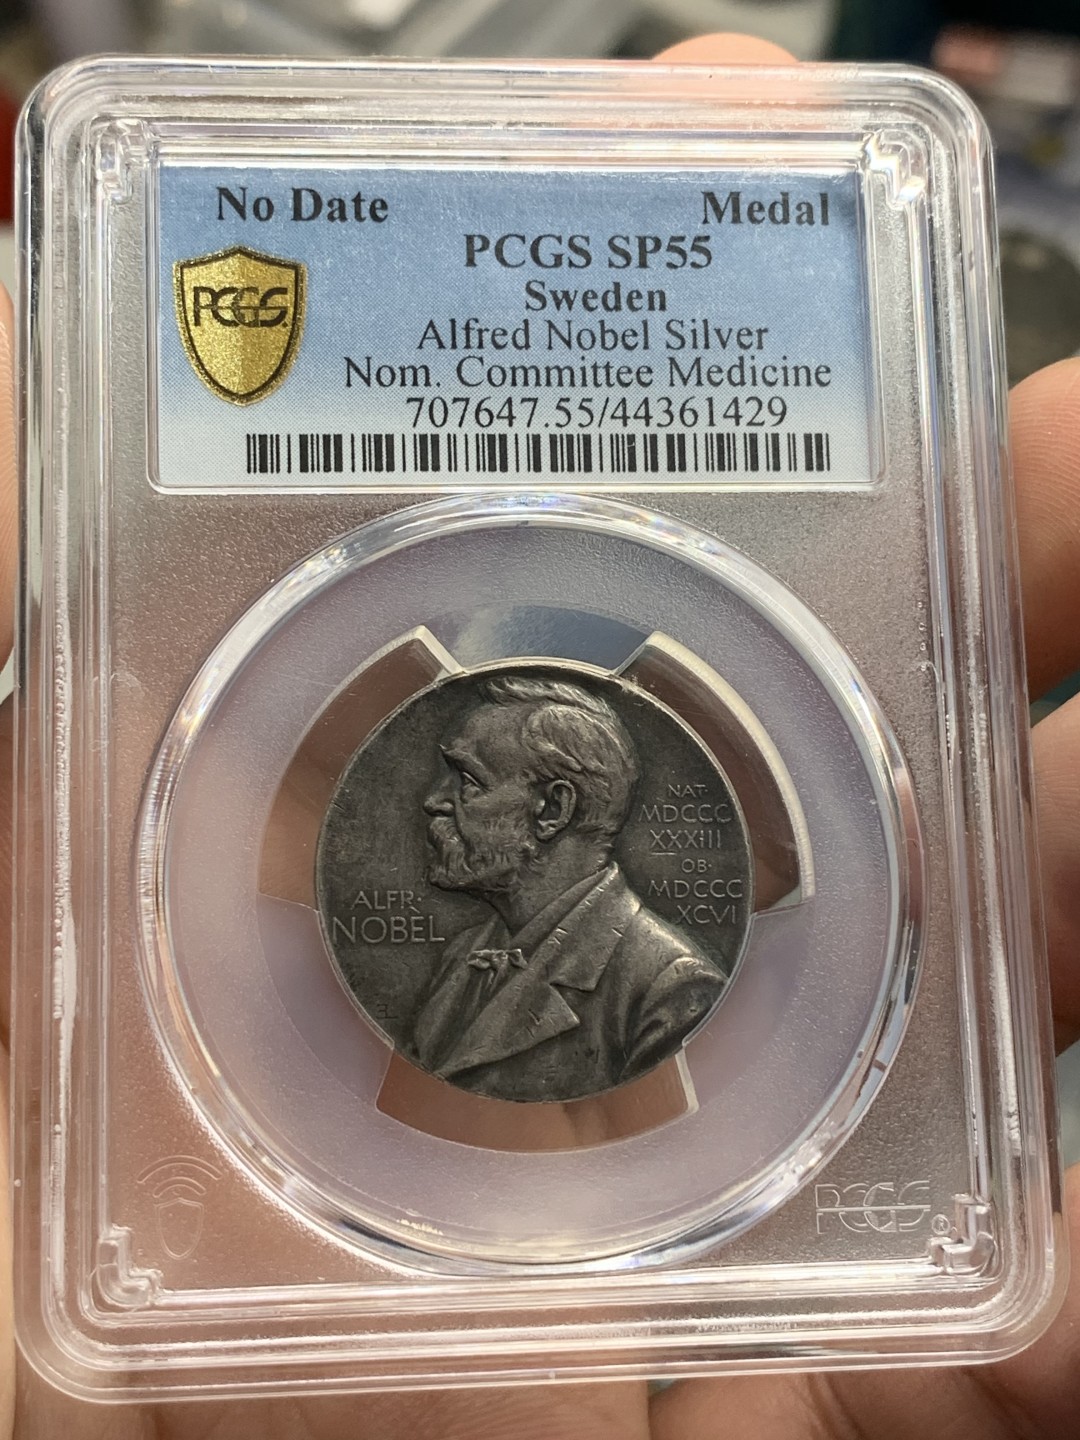 No Date Medal
PCGS SP55
PCGS
Sweden
Alfred Nobel Silver
Nom. Committee Medicine
707647.55/44361429
NAT·
MDCCC
XXXIII
OB·
MDCCC
XCVI
ALFR·
NOBEL
EL
PCGS®